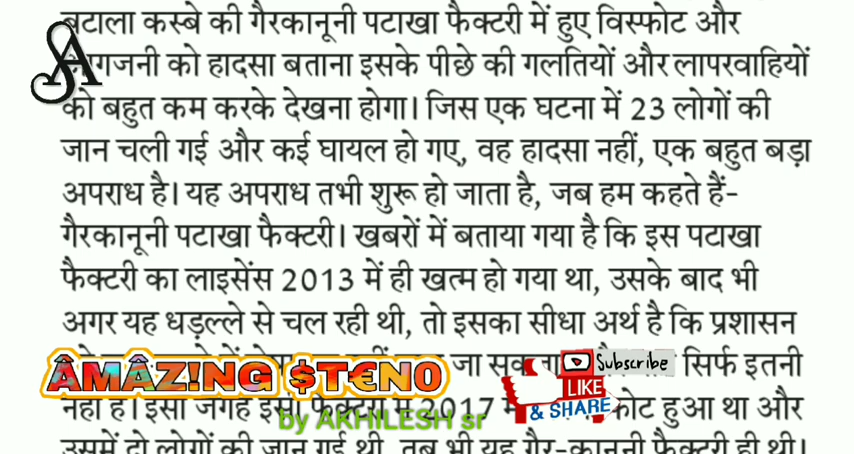 बटाला कस्बे की गैरकानूनी पटाखा फैक्टरी में हुए विस्फोट और
आगजनी को हादसा बताना इसके पीछे की गलतियों और लापरवाहियों
को बहुत कम करके देखना होगा। जिस एक घटना में 23 लोगों की
जान चली गई और कई घायल हो गए, वह हादसा नहीं, एक बहुत बड़ा
अपराध है। यह अपराध तभी शुरू हो जाता है, जब हम कहते हैं-
गैरकानूनी पटाखा फैक्टरी। खबरों में बताया गया है कि इस पटाखा
फैक्टरी का लाइसेंस 2013 में ही खत्म हो गया था, उसके बाद भी
अगर यह धड़ल्ले से चल रही थी, तो इसका सीधा अर्थ है कि प्रशासन
जा सिर्फ इतनी
ÂMÂZ!NG $T€NO
Subscribe
LIKE
& SHARE
नहीं है। इसी जगह इसी फैक्टरी में 2017 हुआ था और
by AKHILESH sr
उसमें दो लोगों की जान गई थी, तब भी यह गैर-कानूनी फैक्टरी ही थी।